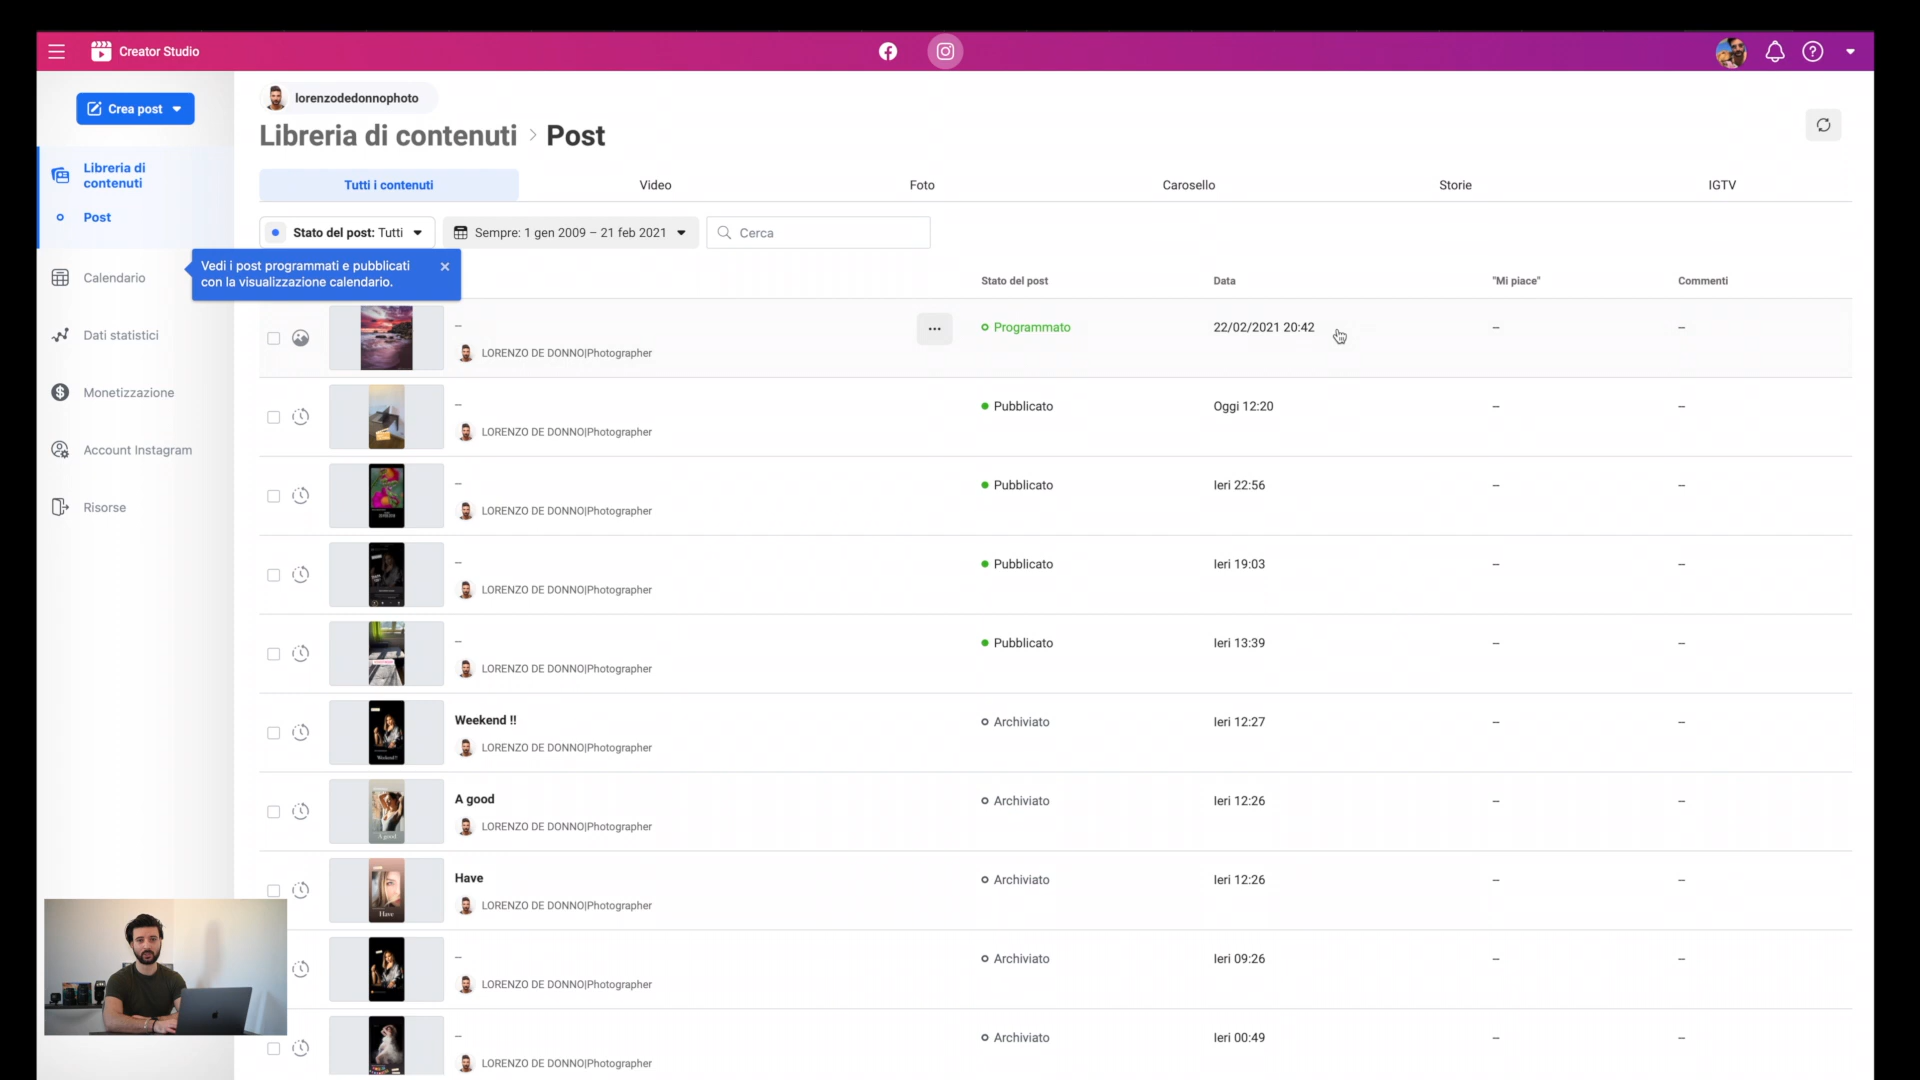 Creator Studio
Crea post
lorenzodedonnophoto
Libreria di contenuti > Post
Libreria di
contenuti
Post
Calendario
Dati statistici
Monetizzazione
Account Instagram
Risorse
Tutti i contenuti
Video
Foto
Carosello
Storie
IGTV
Stato del post: Tutti
Sempre: 1 gen 2009 – 21 feb 2021
Cerca
Vedi i post programmati e pubblicati
con la visualizzazione calendario.
Stato del post
Data
"Mi piace"
Commenti
–
Programmato
22/02/2021 20:42
–
–
LORENZO DE DONNO|Photographer
–
Pubblicato
Oggi 12:20
–
–
LORENZO DE DONNO|Photographer
–
Pubblicato
Ieri 22:56
–
–
LORENZO DE DONNO|Photographer
–
Pubblicato
Ieri 19:03
–
–
LORENZO DE DONNO|Photographer
–
Pubblicato
Ieri 13:39
–
–
LORENZO DE DONNO|Photographer
Weekend !!
Archiviato
Ieri 12:27
–
–
Weekend !!
LORENZO DE DONNO|Photographer
A good
Archiviato
Ieri 12:26
–
–
A good
LORENZO DE DONNO|Photographer
Have
Archiviato
Ieri 12:26
–
–
Have
LORENZO DE DONNO|Photographer
–
Archiviato
Ieri 09:26
–
–
LORENZO DE DONNO|Photographer
–
Archiviato
Ieri 00:49
–
–
LORENZO DE DONNO|Photographer